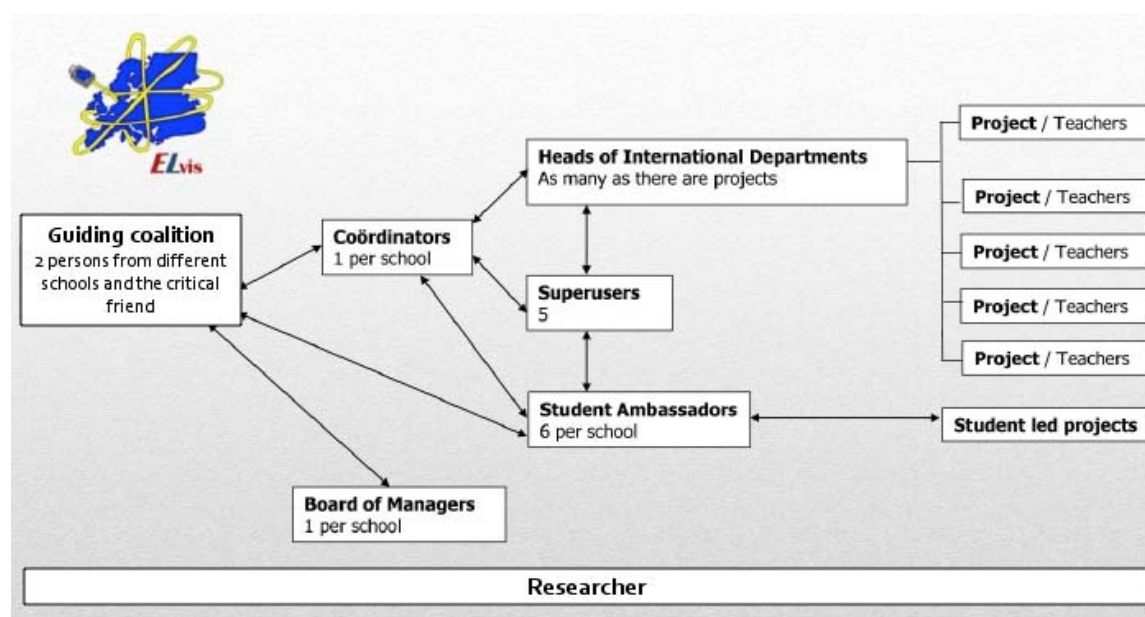 ELvis
Guiding coalition
2 persons from different
schools and the critical
friend
Coördinators
1 per school
Heads of International Departments
As many as there are projects
Superusers
5
Student Ambassadors
6 per school
Board of Managers
1 per school
Project / Teachers
Project / Teachers
Project / Teachers
Project / Teachers
Project / Teachers
Student led projects
Researcher